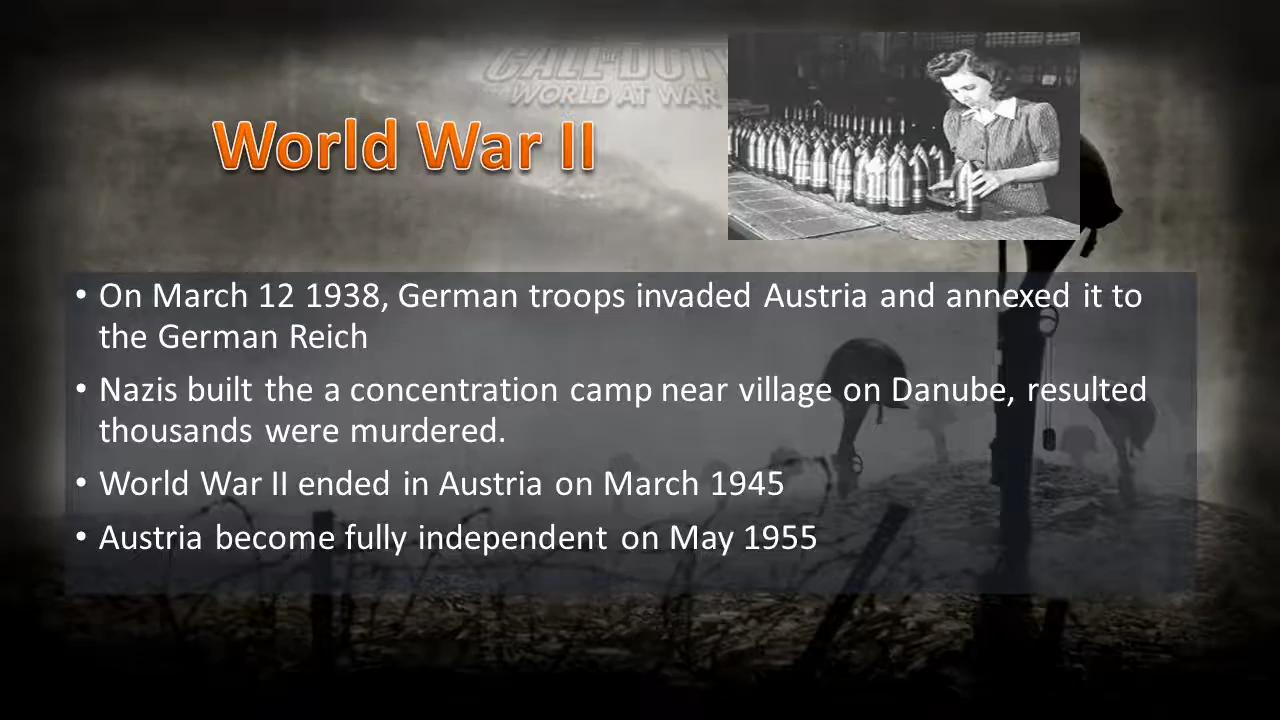 CALL OF DUTY
WORLD AT WAR
World War II
• On March 12 1938, German troops invaded Austria and annexed it to
the German Reich
• Nazis built the a concentration camp near village on Danube, resulted
thousands were murdered.
• World War II ended in Austria on March 1945
• Austria become fully independent on May 1955